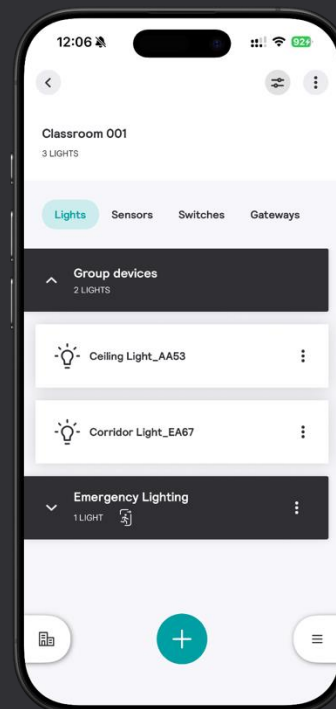 12:06
92
Classroom 001
3 LIGHTS
Lights Sensors Switches Gateways
Group devices
2 LIGHTS
Ceiling Light_AA53
Corridor Light_EA67
Emergency Lighting
1 LIGHT